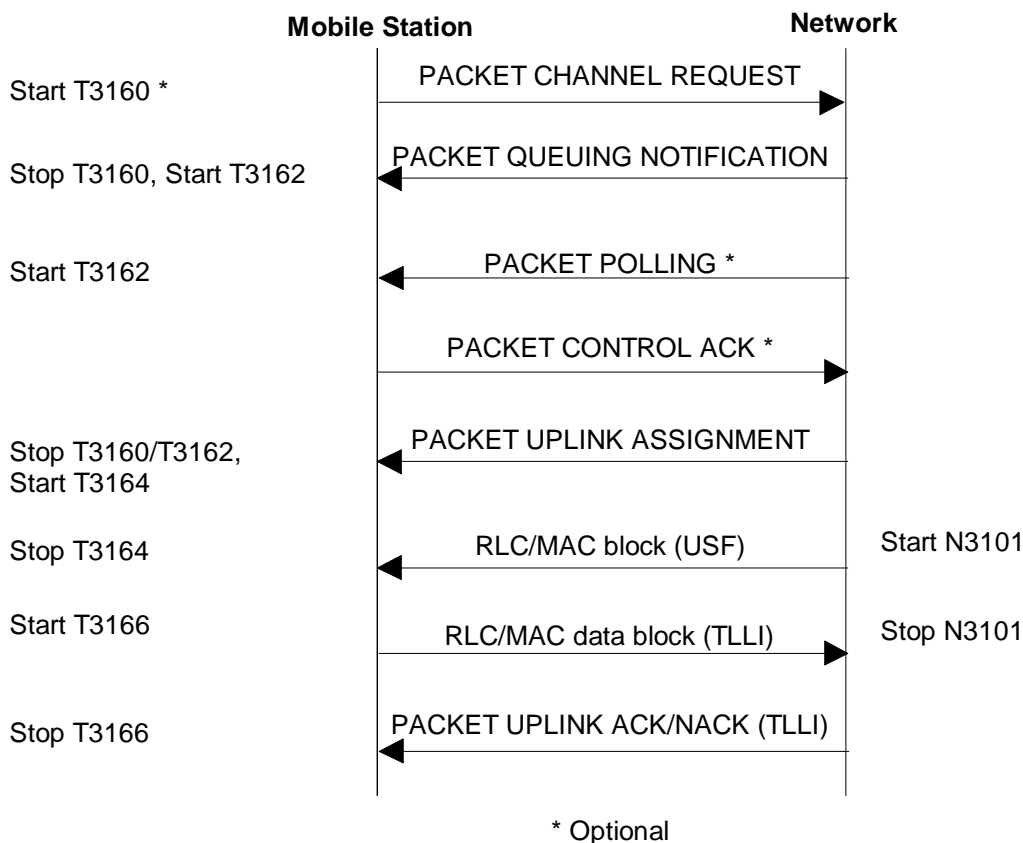 Mobile Station
Network
PACKET CHANNEL REQUEST
Start T3160 *
PACKET QUEUING NOTIFICATION
Stop T3160, Start T3162
PACKET POLLING *
Start T3162
PACKET CONTROL ACK *
PACKET UPLINK ASSIGNMENT
Stop T3160/T3162,
Start T3164
RLC/MAC block (USF)
Start N3101
Stop T3164
Start T3166
RLC/MAC data block (TLLI)
Stop N3101
PACKET UPLINK ACK/NACK (TLLI)
Stop T3166
* Optional